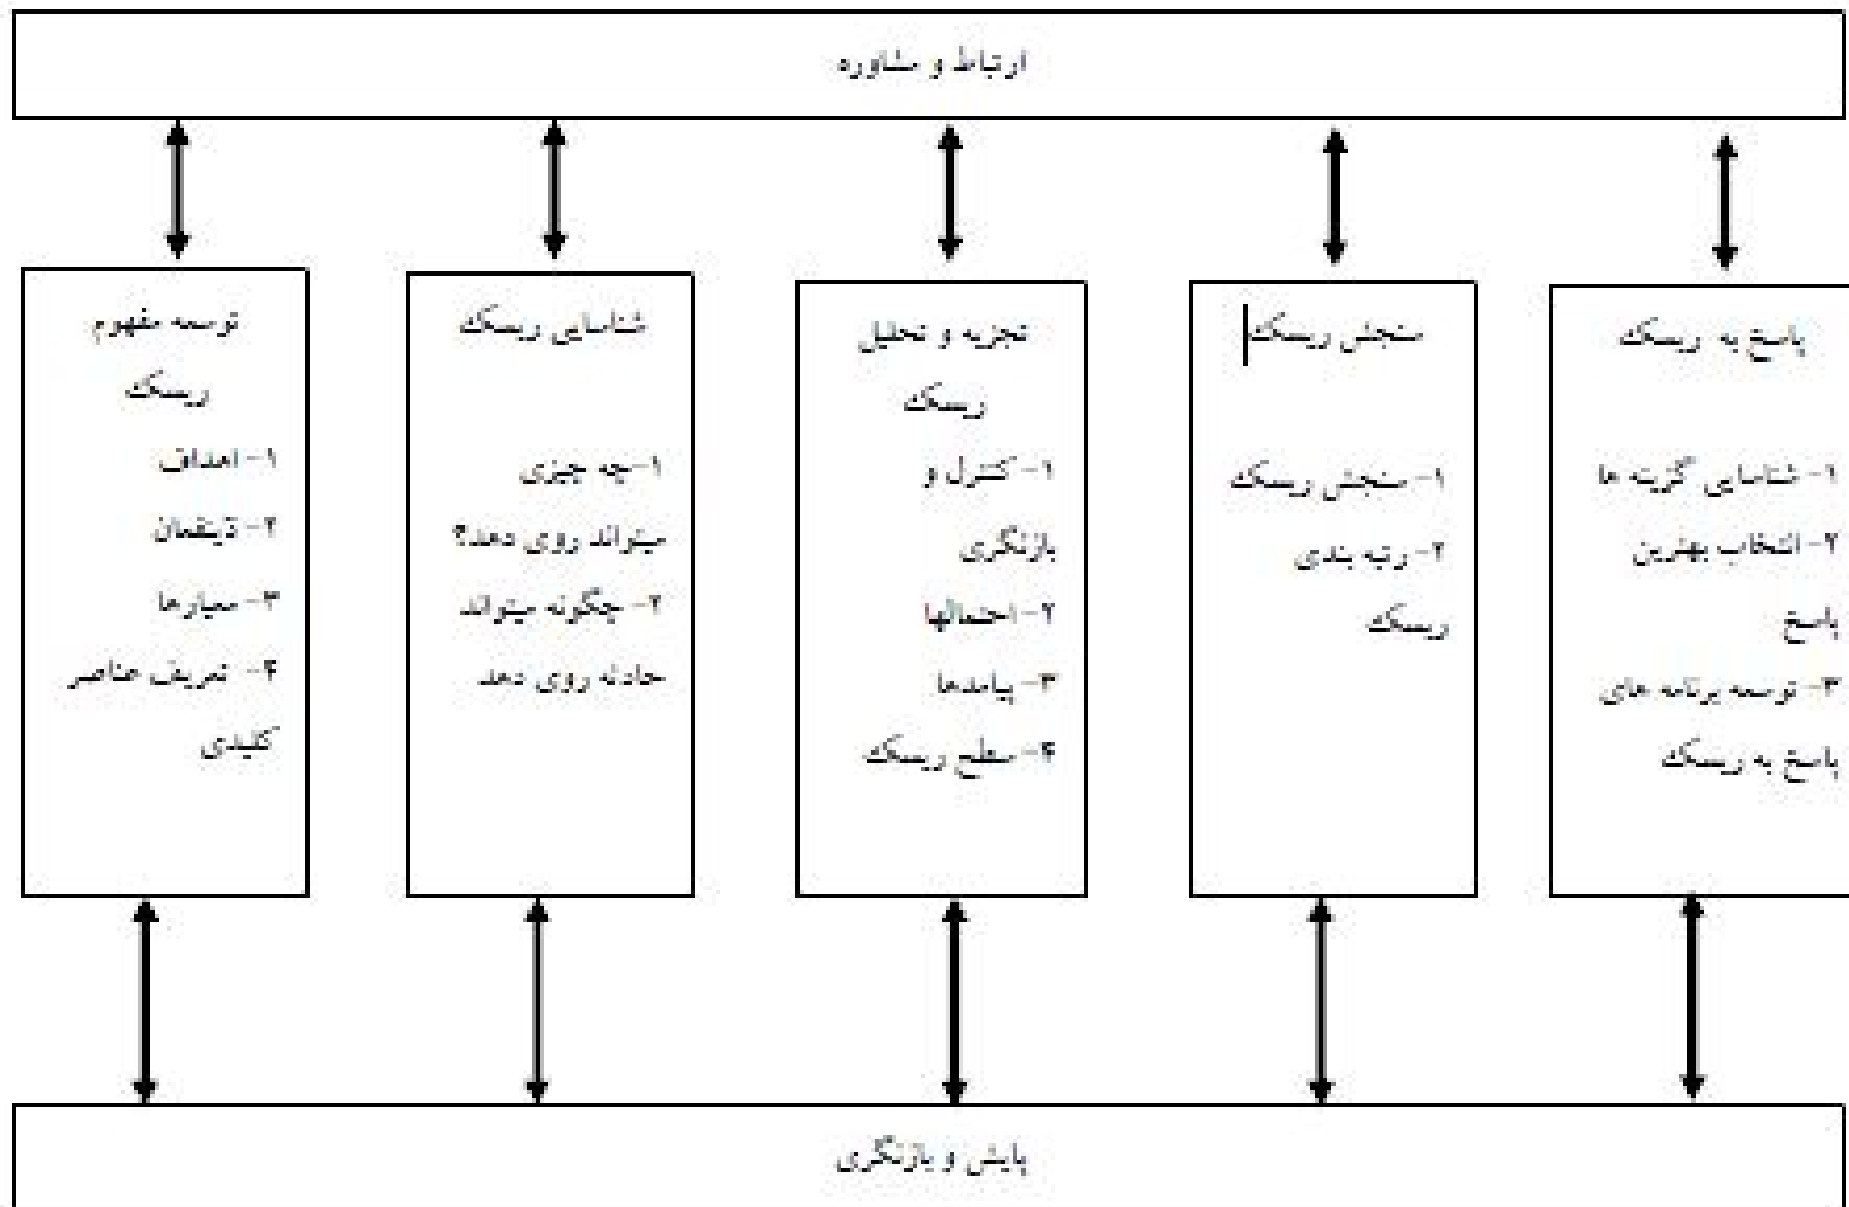 ارتباط و مشاوره
توسعه مفهوم
ریسک
۱- اهداف
۲- ذینفعان
۳- معیارها
۴- تعریف عناصر
کلیدی
شناسایی ریسک
۱- چه چیزی
میتواند روی دهد؟
۲- چگونه میتواند
حادثه روی دهد
تجزیه و تحلیل
ریسک
۱- کنترل و
بازنگری
۲- احتمالها
۳- پیامدها
۴- سطح ریسک
سنجش ریسک
۱- سنجش ریسک
۲- رتبه بندی
ریسک
پاسخ به ریسک
۱- شناسایی گزینه ها
۲- انتخاب بهترین
پاسخ
۳- توسعه برنامه های
پاسخ به ریسک
پایش و بازنگری